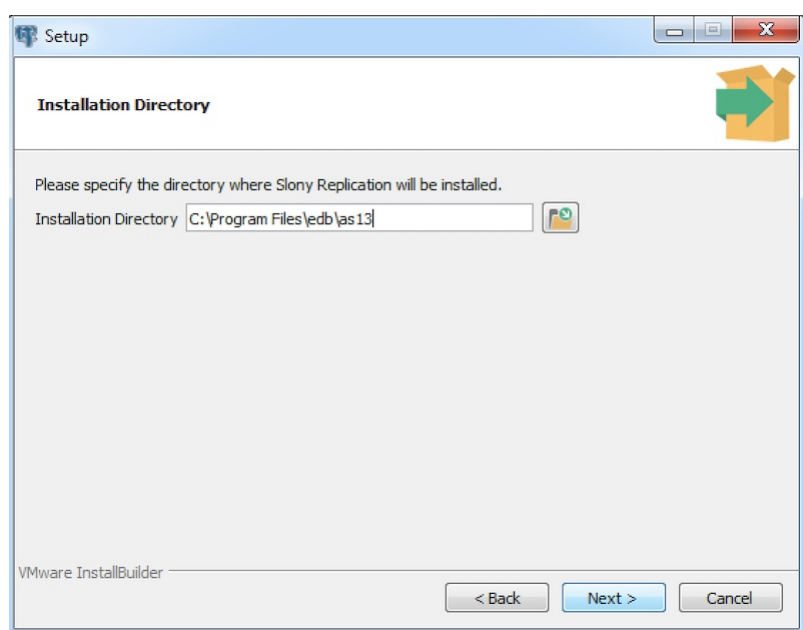 Setup
Installation Directory
Please specify the directory where Slony Replication will be installed.
Installation Directory C:\Program Files\edb\as13
VMware InstallBuilder
< Back Next > Cancel